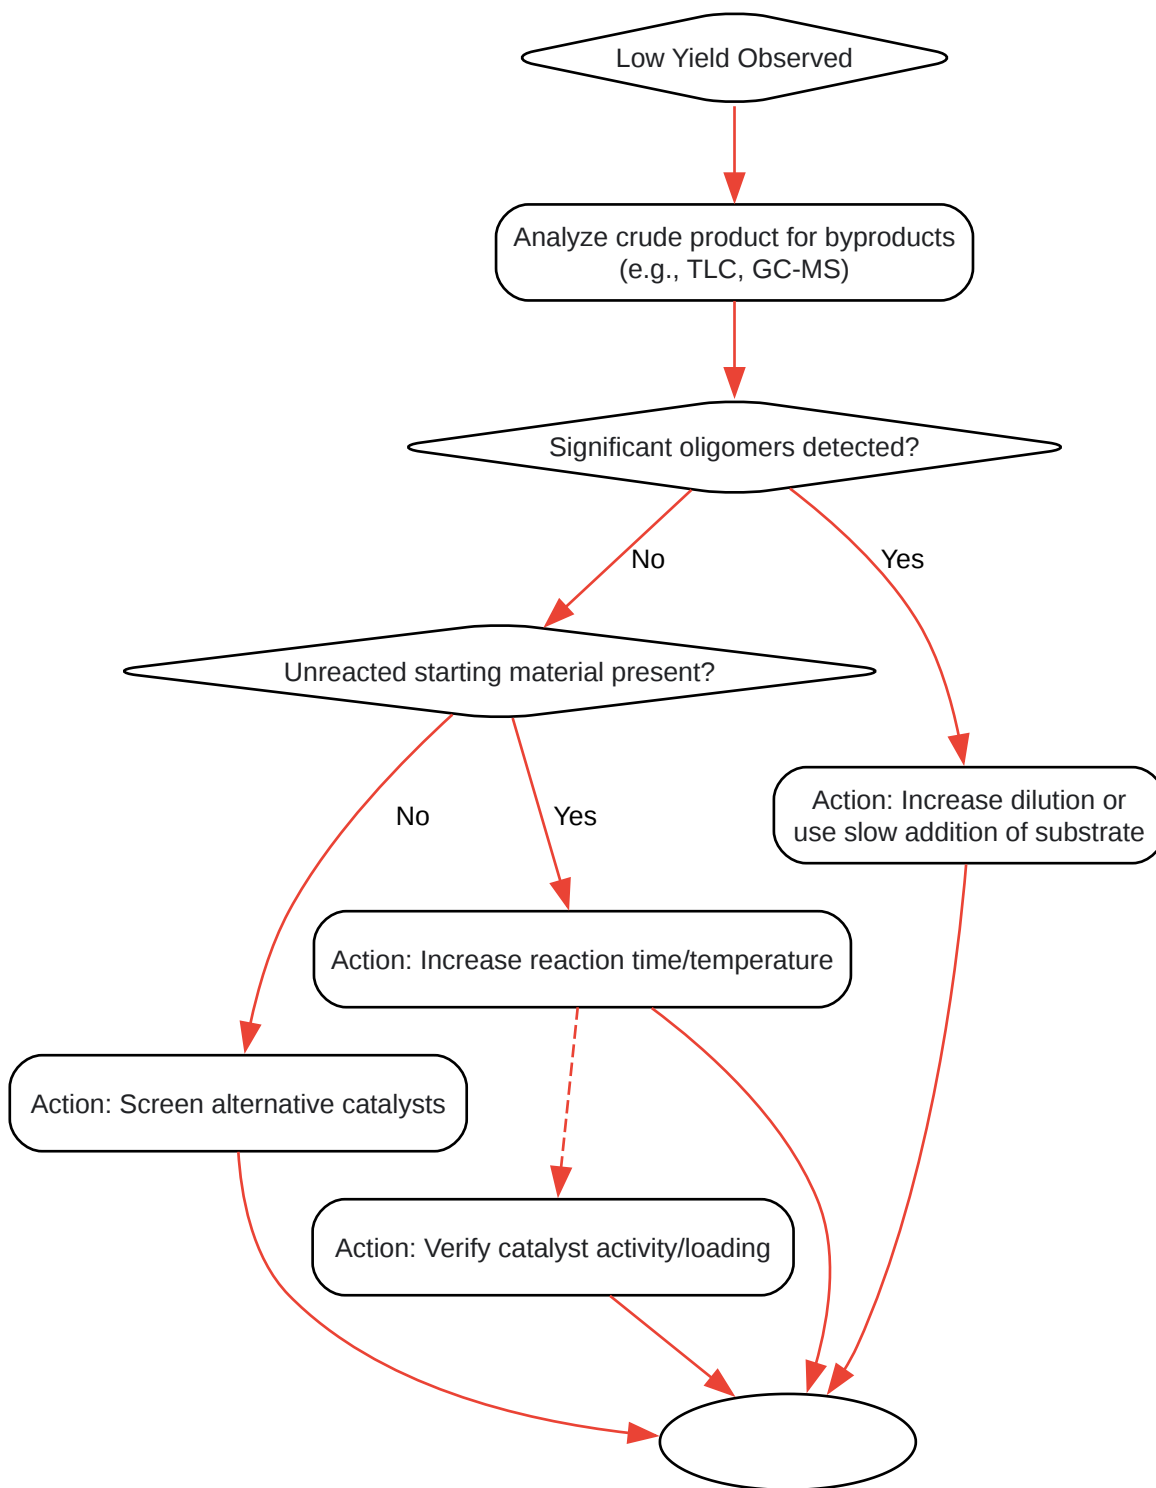 Low Yield Observed
Analyze crude product for byproducts
(e.g., TLC, GC-MS)
Significant oligomers detected?
No
Yes
Unreacted starting material present?
Action: Increase dilution or
use slow addition of substrate
No
Yes
Action: Increase reaction time/temperature
Action: Screen alternative catalysts
Action: Verify catalyst activity/loading